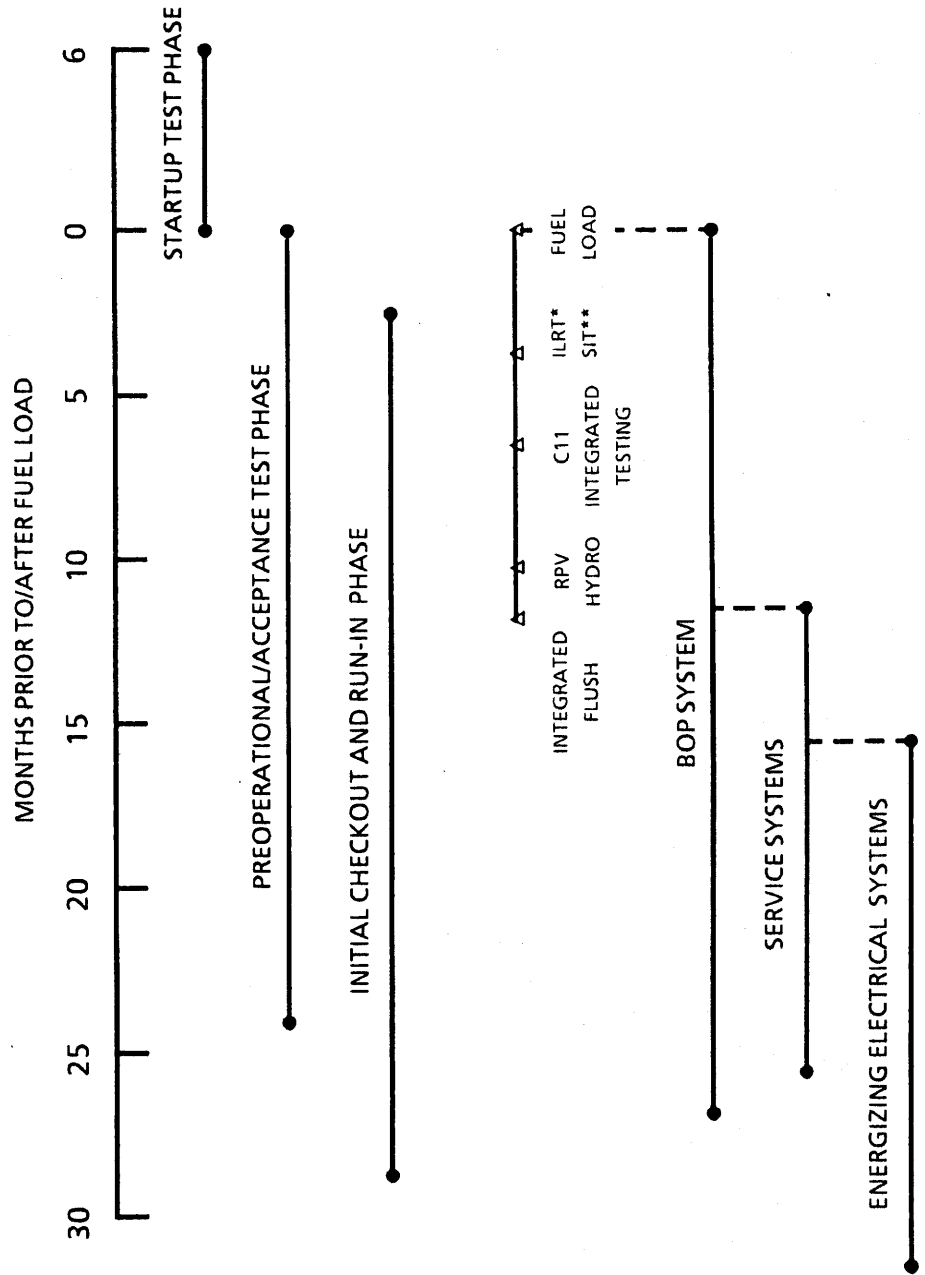 MONTHS PRIOR TO/AFTER FUEL LOAD
30 25 20 15 10 5 0 6
STARTUP TEST PHASE
PREOPERATIONAL/ACCEPTANCE TEST PHASE
INITIAL CHECKOUT AND RUN-IN PHASE
INTEGRATED
FLUSH
RPV
HYDRO
C11
INTEGRATED
TESTING
ILRT*
SIT**
FUEL
LOAD
BOP SYSTEM
SERVICE SYSTEMS
ENERGIZING ELECTRICAL SYSTEMS